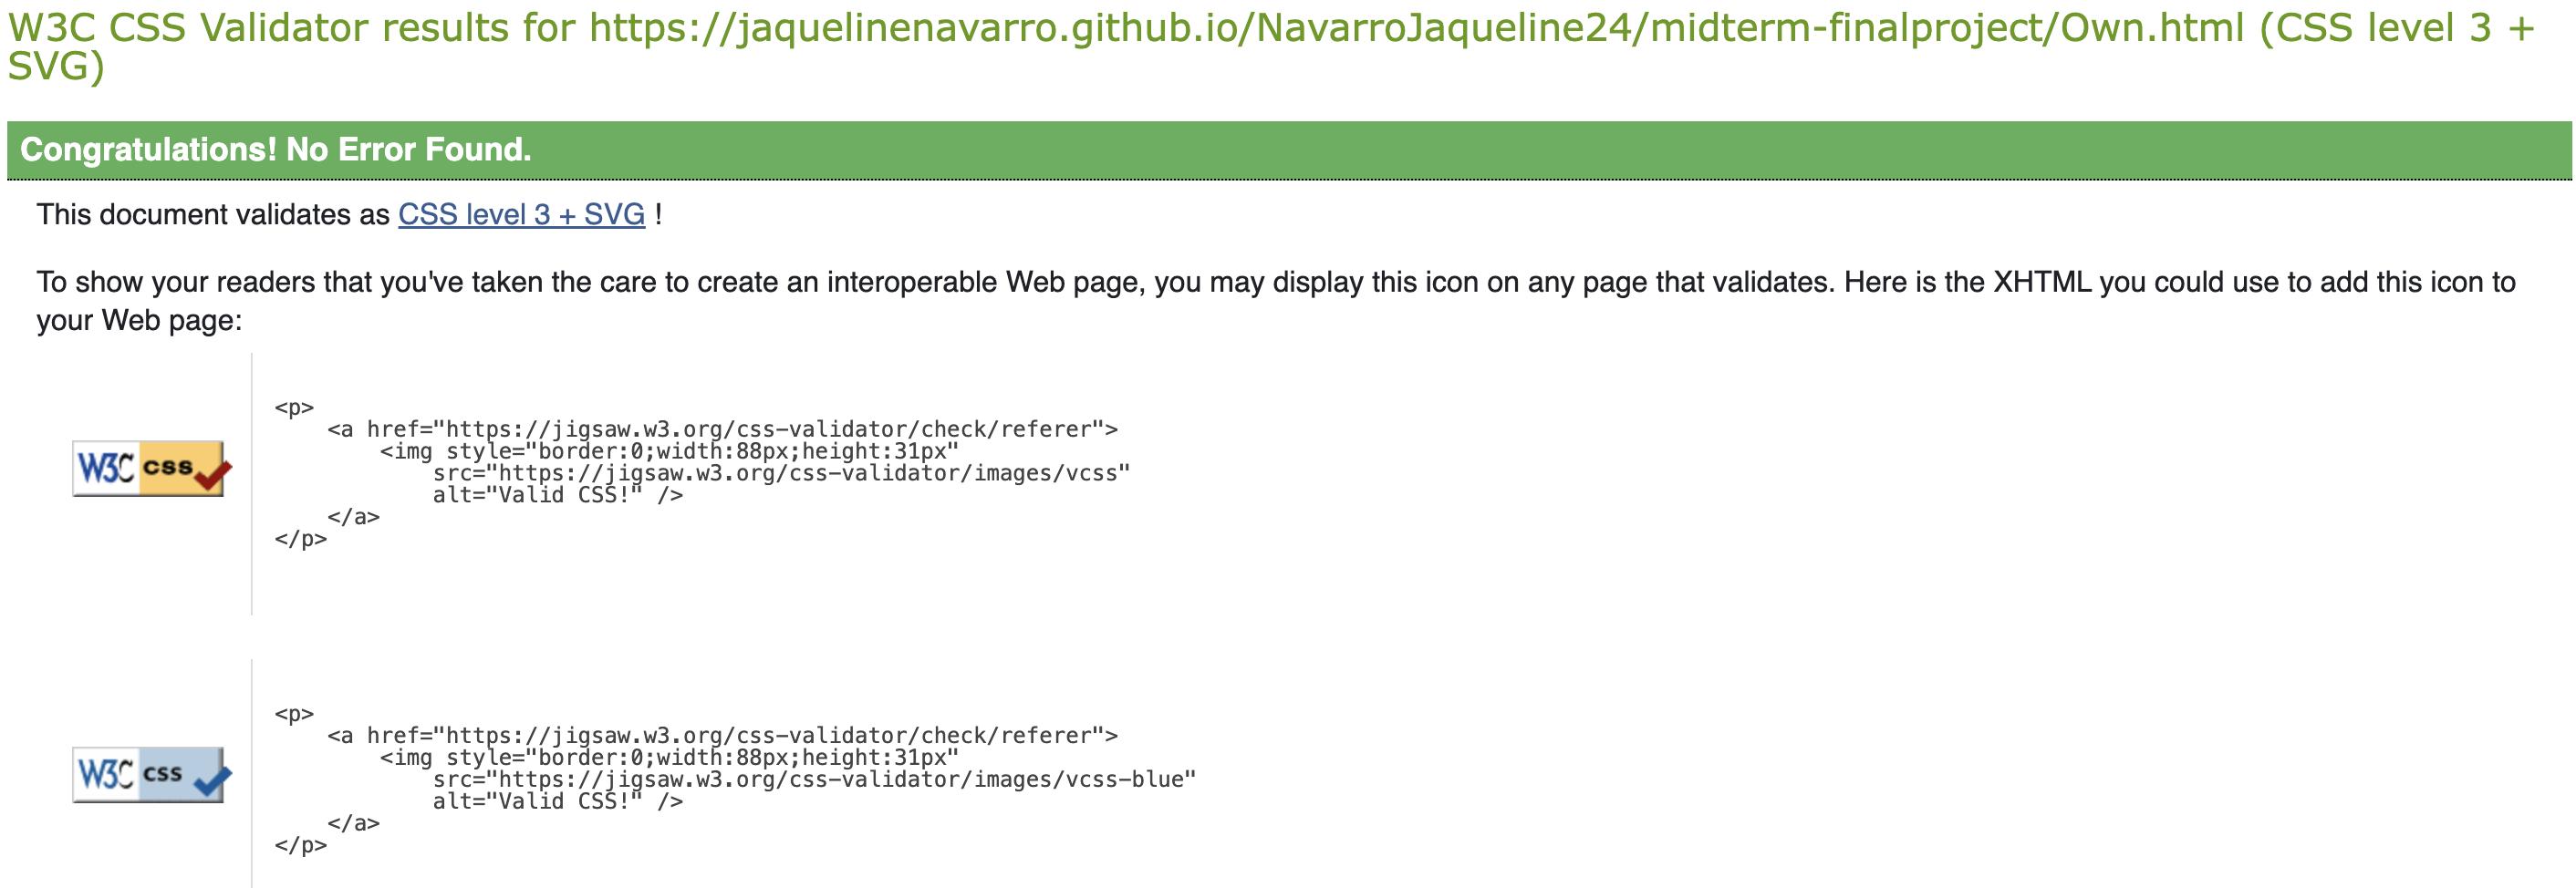 W3C CSS Validator results for https://jaquelinenavarro.github.io/NavarroJaqueline24/midterm-finalproject/Own.html (CSS level 3 +
SVG)
Congratulations! No Error Found.
This document validates as CSS level 3 + SVG !
To show your readers that you've taken the care to create an interoperable Web page, you may display this icon on any page that validates. Here is the XHTML you could use to add this icon to
your Web page:
W3C css
<p>
    <a href="https://jigsaw.w3.org/css-validator/check/referer">
        <img style="border:0;width:88px;height:31px"
            src="https://jigsaw.w3.org/css-validator/images/vcss"
            alt="Valid CSS!" />
    </a>
</p>
W3C css
<p>
    <a href="https://jigsaw.w3.org/css-validator/check/referer">
        <img style="border:0;width:88px;height:31px"
            src="https://jigsaw.w3.org/css-validator/images/vcss-blue"
            alt="Valid CSS!" />
    </a>
</p>